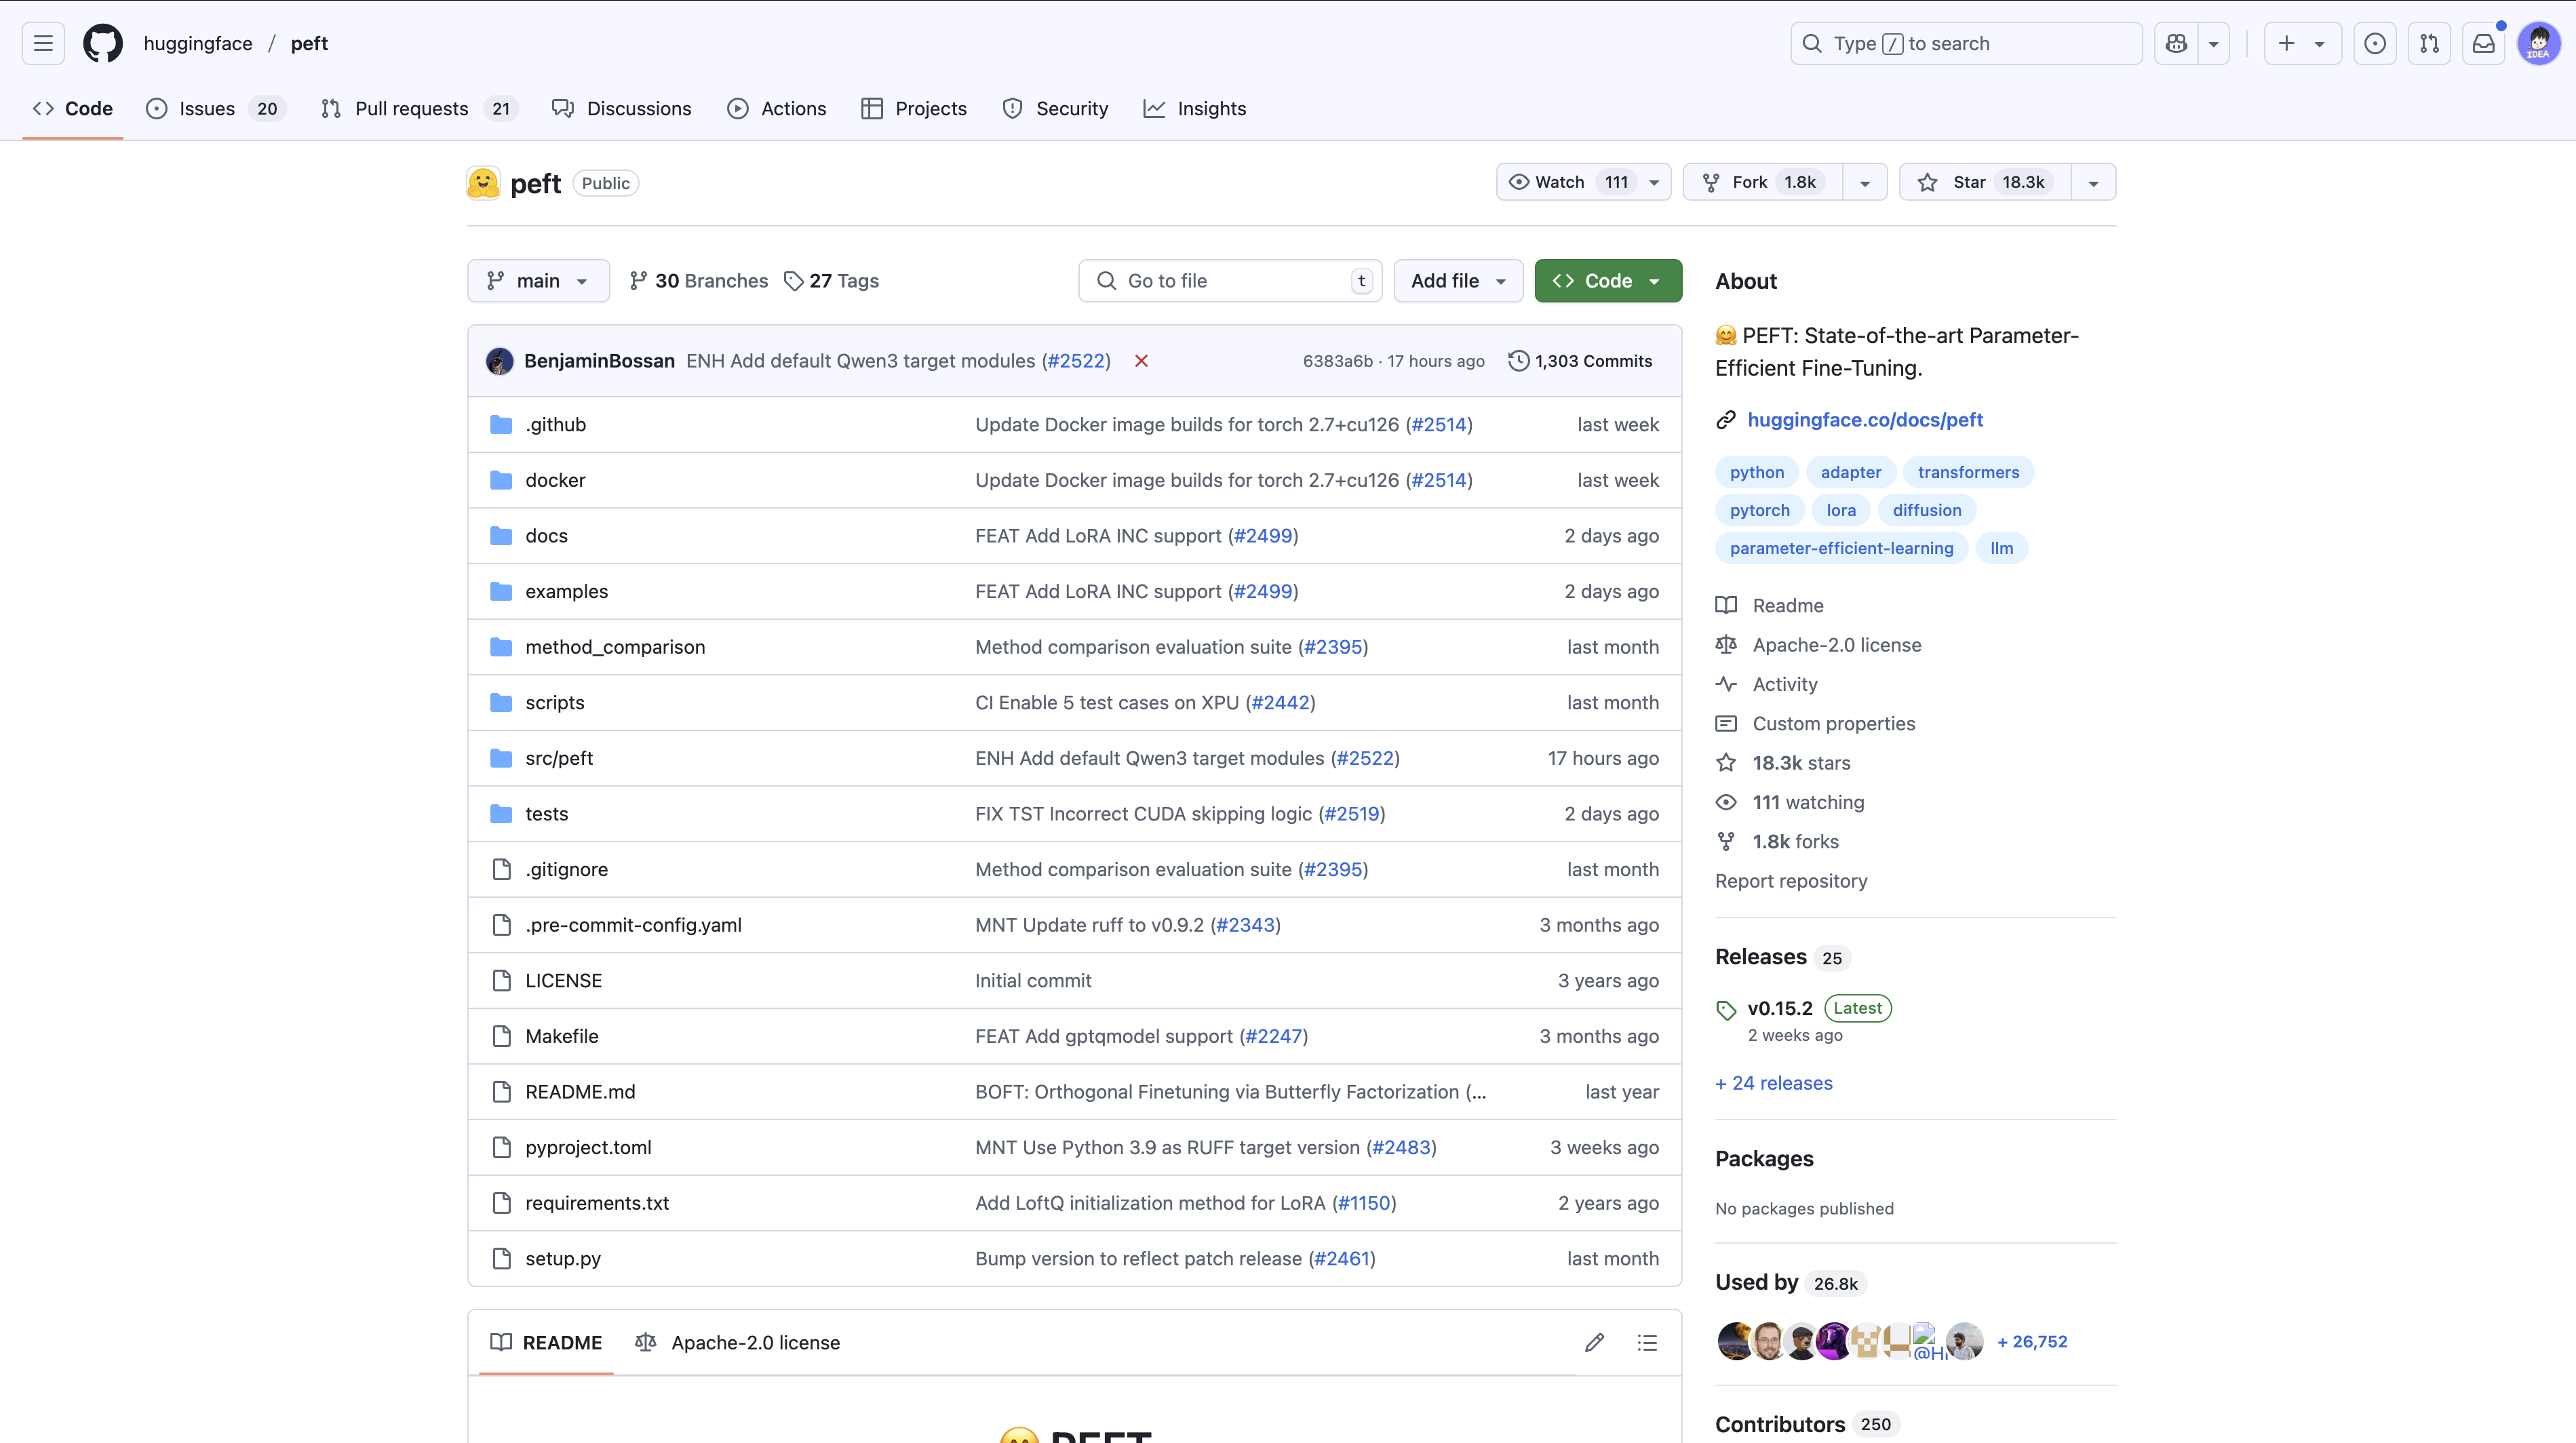 huggingface / peft
Type / to search
Code
Issues 20
Pull requests 21
Discussions
Actions
Projects
Security
Insights
IDEA
peft Public
Watch 111
Fork 1.8k
Star 18.3k
main
30 Branches
27 Tags
Go to file t
Add file
Code
BenjaminBossan ENH Add default Qwen3 target modules (#2522) 6383a6b · 17 hours ago 1,303 Commits
.github Update Docker image builds for torch 2.7+cu126 (#2514) last week
docker Update Docker image builds for torch 2.7+cu126 (#2514) last week
docs FEAT Add LoRA INC support (#2499) 2 days ago
examples FEAT Add LoRA INC support (#2499) 2 days ago
method_comparison Method comparison evaluation suite (#2395) last month
scripts CI Enable 5 test cases on XPU (#2442) last month
src/peft ENH Add default Qwen3 target modules (#2522) 17 hours ago
tests FIX TST Incorrect CUDA skipping logic (#2519) 2 days ago
.gitignore Method comparison evaluation suite (#2395) last month
.pre-commit-config.yaml MNT Update ruff to v0.9.2 (#2343) 3 months ago
LICENSE Initial commit 3 years ago
Makefile FEAT Add gptqmodel support (#2247) 3 months ago
README.md BOFT: Orthogonal Finetuning via Butterfly Factorization (... last year
pyproject.toml MNT Use Python 3.9 as RUFF target version (#2483) 3 weeks ago
requirements.txt Add LoftQ initialization method for LoRA (#1150) 2 years ago
setup.py Bump version to reflect patch release (#2461) last month
README
Apache-2.0 license
🤗 PEFT
About
🤗 PEFT: State-of-the-art Parameter-
Efficient Fine-Tuning.
huggingface.co/docs/peft
python adapter transformers
pytorch lora diffusion
parameter-efficient-learning llm
Readme
Apache-2.0 license
Activity
Custom properties
18.3k stars
111 watching
1.8k forks
Report repository
Releases 25
v0.15.2 Latest
2 weeks ago
+ 24 releases
Packages
No packages published
Used by 26.8k
+ 26,752
Contributors 250